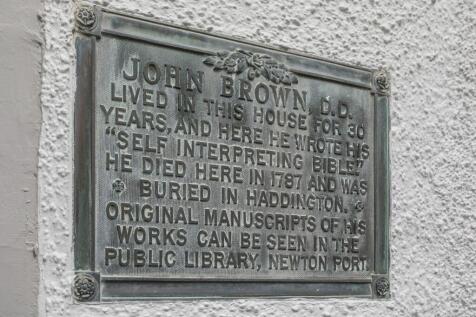 JOHN BROWN, D.D.
LIVED IN THIS HOUSE FOR 30
YEARS, AND HERE HE WROTE HIS
"SELF INTERPRETING BIBLE."
HE DIED HERE IN 1787 AND WAS
BURIED IN HADDINGTON.
ORIGINAL MANUSCRIPTS OF HIS
WORKS CAN BE SEEN IN THE
PUBLIC LIBRARY, NEWTON PORT.